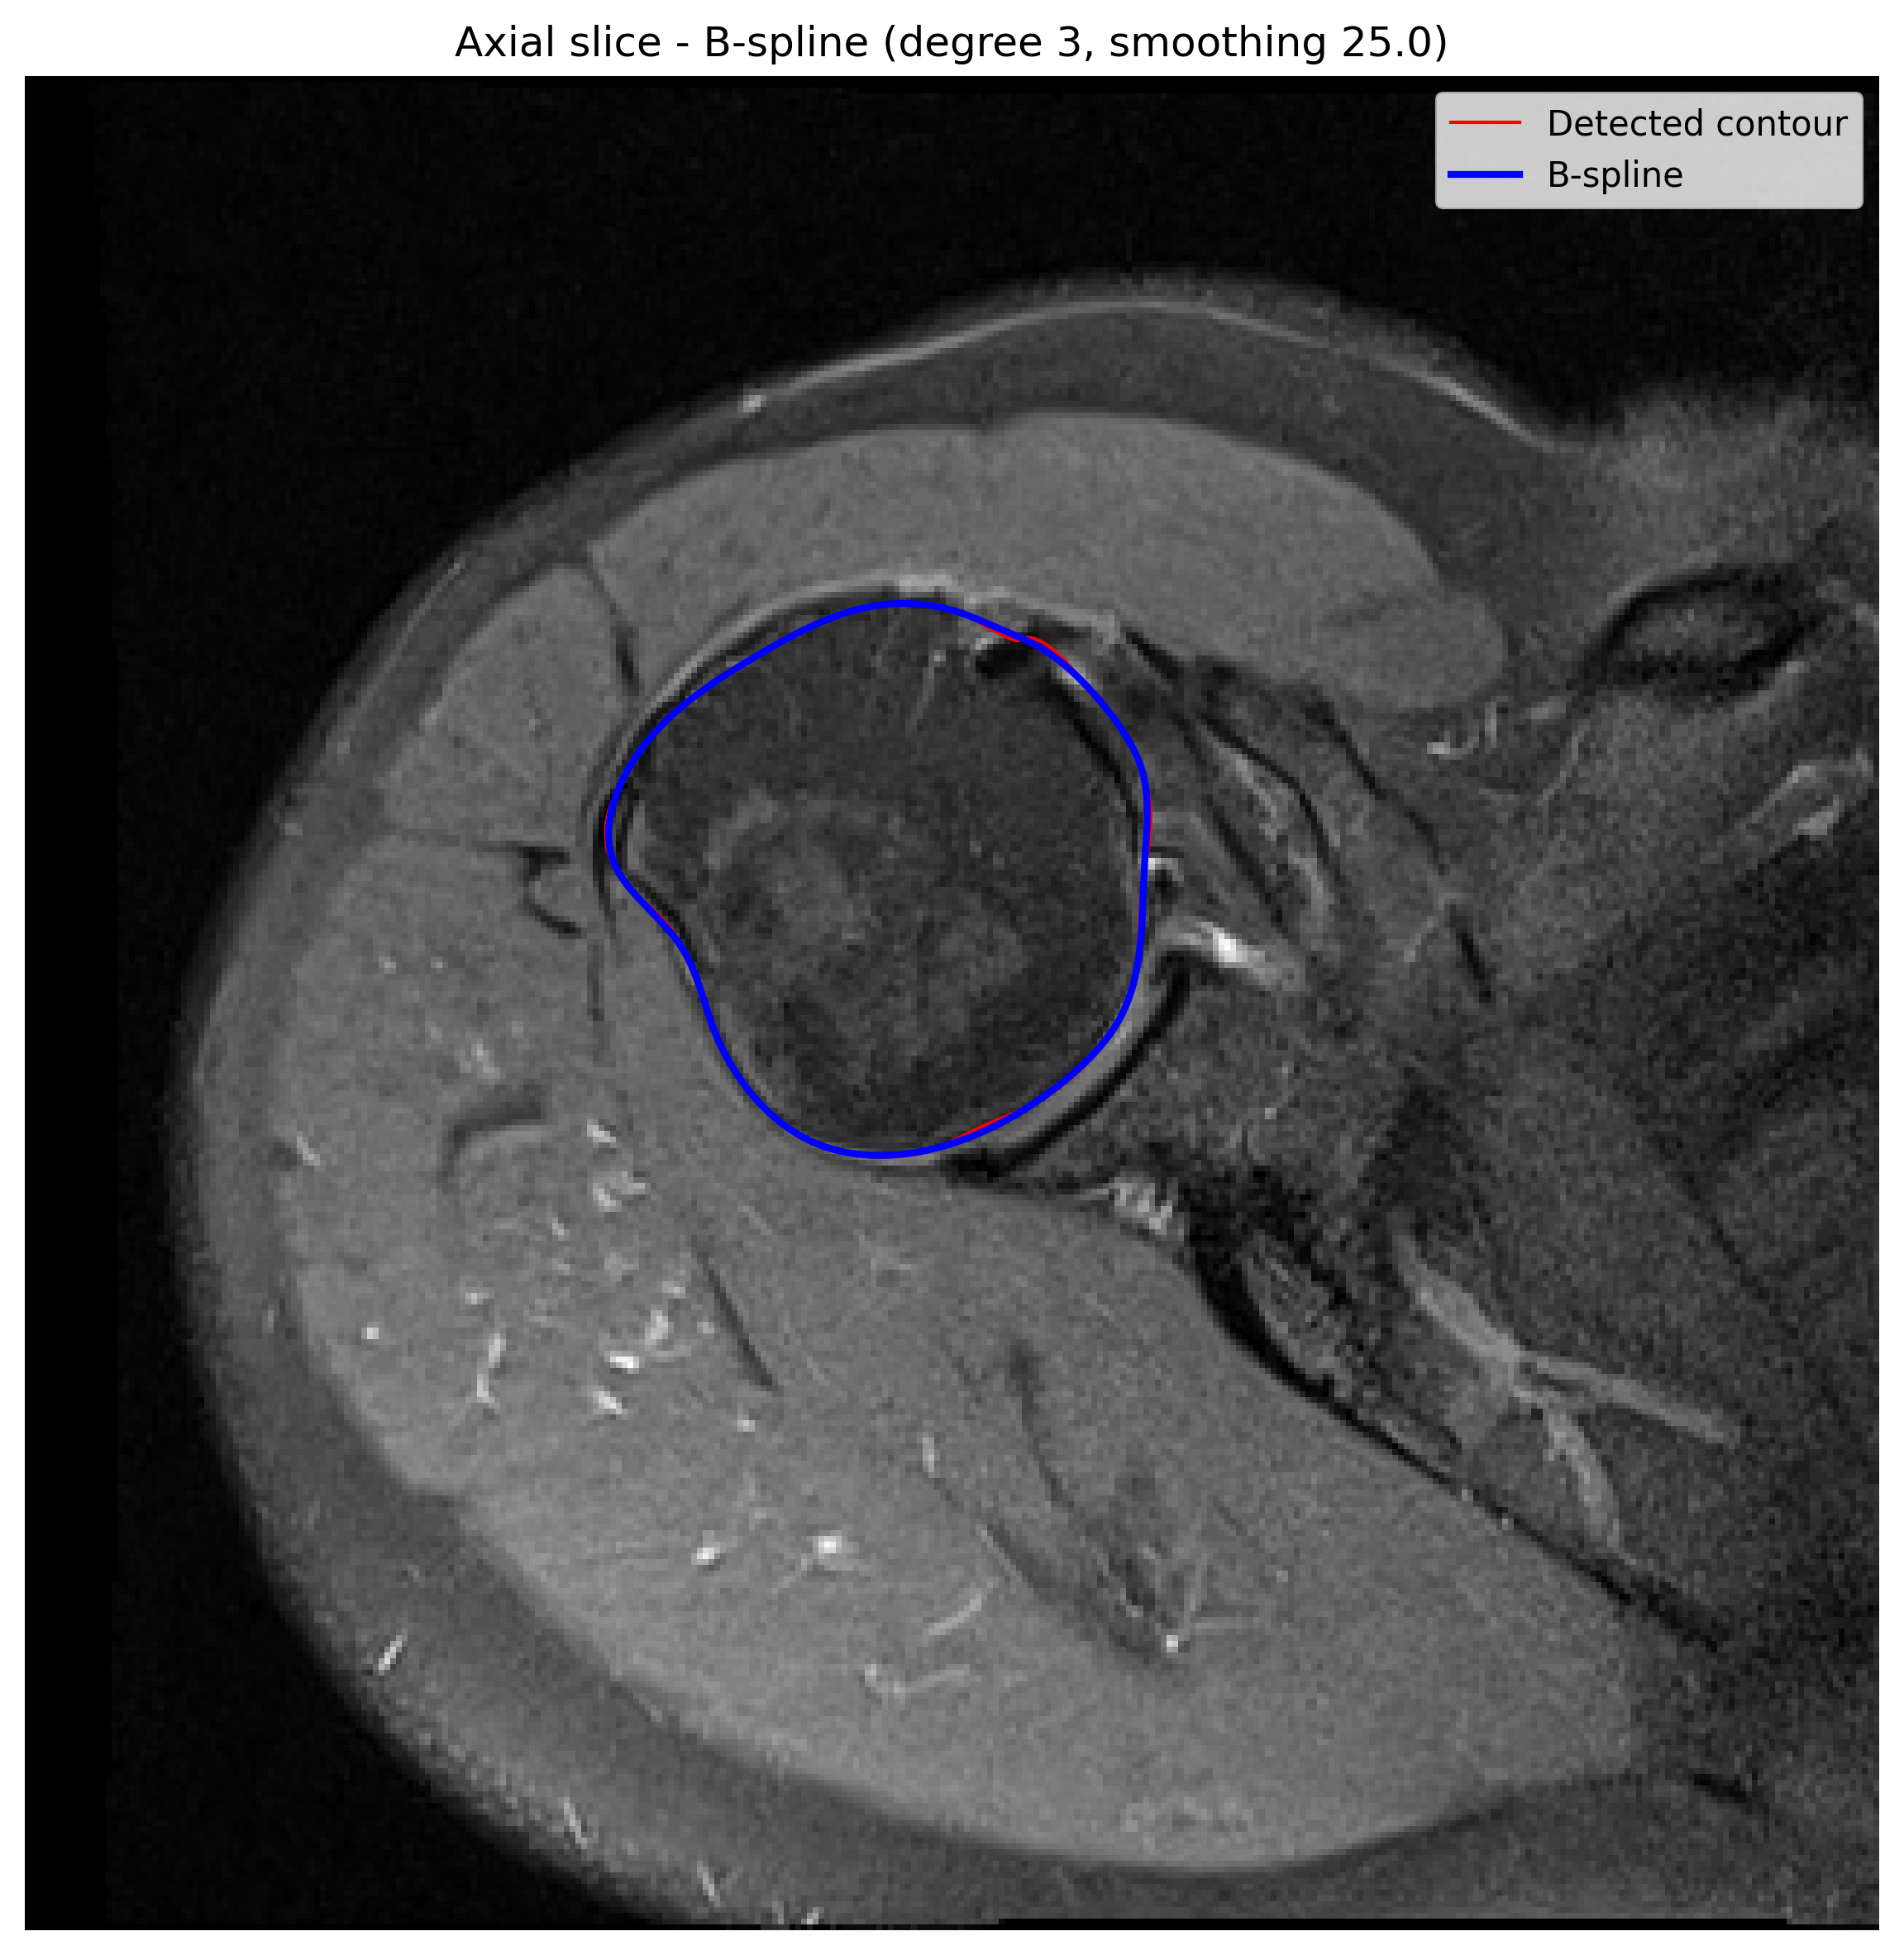 Axial slice - B-spline (degree 3, smoothing 25.0)
Detected contour
B-spline